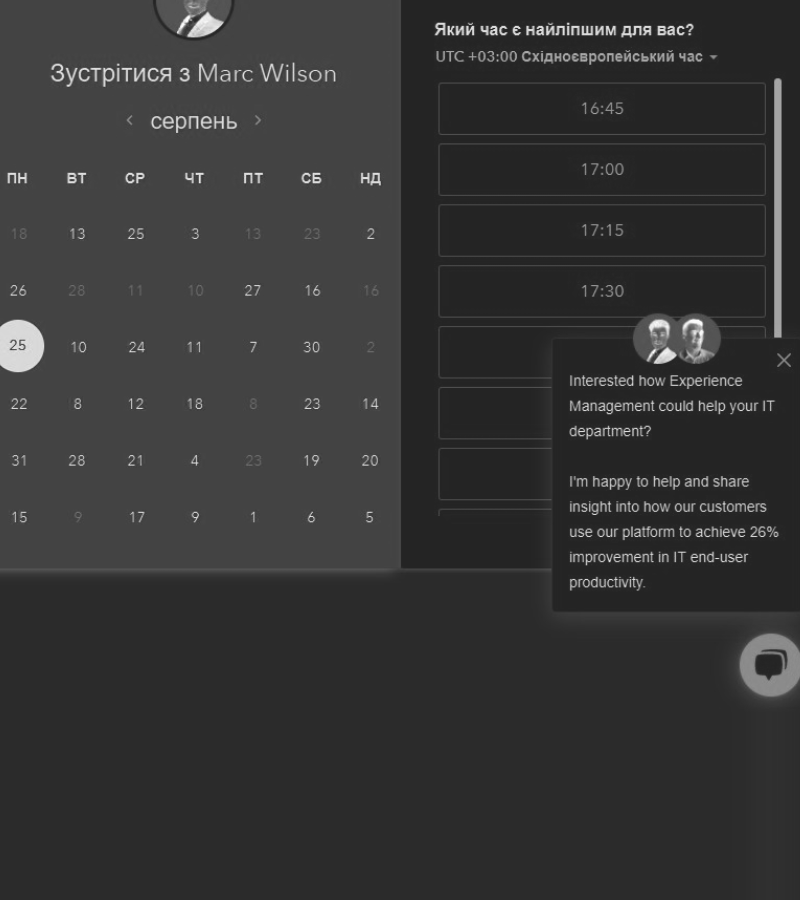 Зустрітися з Marc Wilson
серпень
ПН ВТ СР ЧТ ПТ СБ НД
18 13 25 3 13 23 2
26 28 11 10 27 16 16
25 10 24 11 7 30 2
22 8 12 18 8 23 14
31 28 21 4 23 19 20
15 9 17 9 1 6 5
Який час є найліпшим для вас?
UTC +03:00 Східноєвропейський час
16:45
17:00
17:15
17:30
Interested how Experience
Management could help your IT
department?
I'm happy to help and share
insight into how our customers
use our platform to achieve 26%
improvement in IT end-user
productivity.